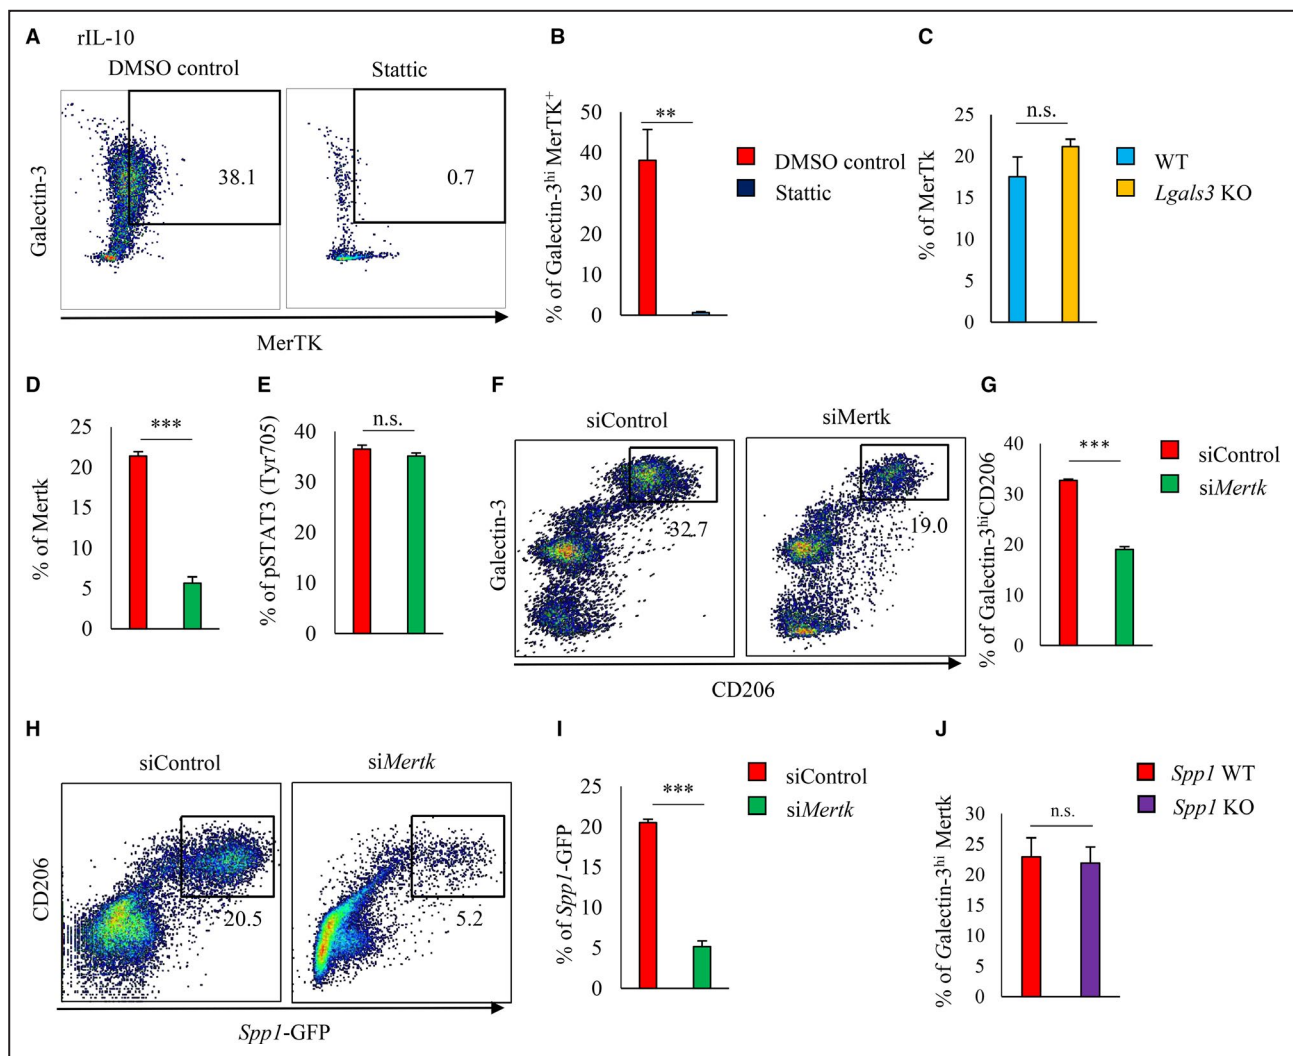 A
rIL-10
DMSO control
Stattic
Galectin-3
38.1
0.7
MerTK
B
% of Galectin-3hi MerTK+
50
40
30
20
10
0
**
DMSO control
Stattic
C
% of MerTk
25
20
15
10
5
0
n.s.
WT
Lgals3 KO
D
% of Mertk
25
20
15
10
5
0
***
E
% of pSTAT3 (Tyr705)
40
30
20
10
0
n.s.
F
siControl
siMertk
Galectin-3
32.7
19.0
CD206
G
% of Galectin-3hiCD206
40
30
20
10
0
***
siControl
siMertk
H
siControl
siMertk
CD206
20.5
5.2
Spp1-GFP
I
% of Spp1-GFP
25
20
15
10
5
0
***
siControl
siMertk
J
% of Galectin-3hi Mertk
30
25
20
15
10
5
0
n.s.
Spp1 WT
Spp1 KO